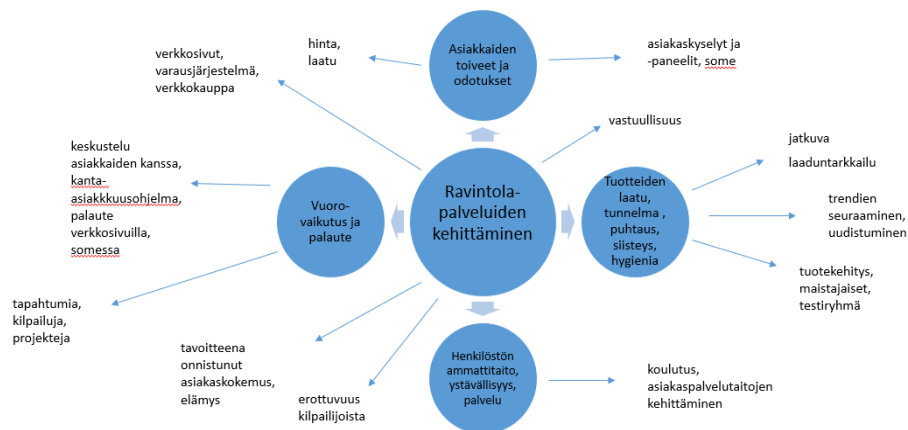 verkkosivut,
varausjärjestelmä,
verkkokauppa
hinta,
laatu
Asiakkaiden
toiveet ja
odotukset
asiakaskyselyt ja
-paneelit, some
vastuullisuus
keskustelu
asiakkaiden kanssa,
kanta-
asiakkkuusohjelma,
palaute
verkkosivuilla,
somessa
Vuoro-
vaikutus ja
palaute
Ravintola-
palveluiden
kehittäminen
Tuotteiden
laatu,
tunnelma ,
puhtaus,
siisteys,
hygienia
jatkuva
laaduntarkkailu
trendien
seuraaminen,
uudistuminen
tuotekehitys,
maistajaiset,
testiryhmä
tapahtumia,
kilpailuja,
projekteja
tavoitteena
onnistunut
asiakaskokemus,
elämys
erottuvuus
kilpailijoista
Henkilöstön
ammattitaito,
ystävällisyys,
palvelu
koulutus,
asiakaspalvelutaitojen
kehittäminen